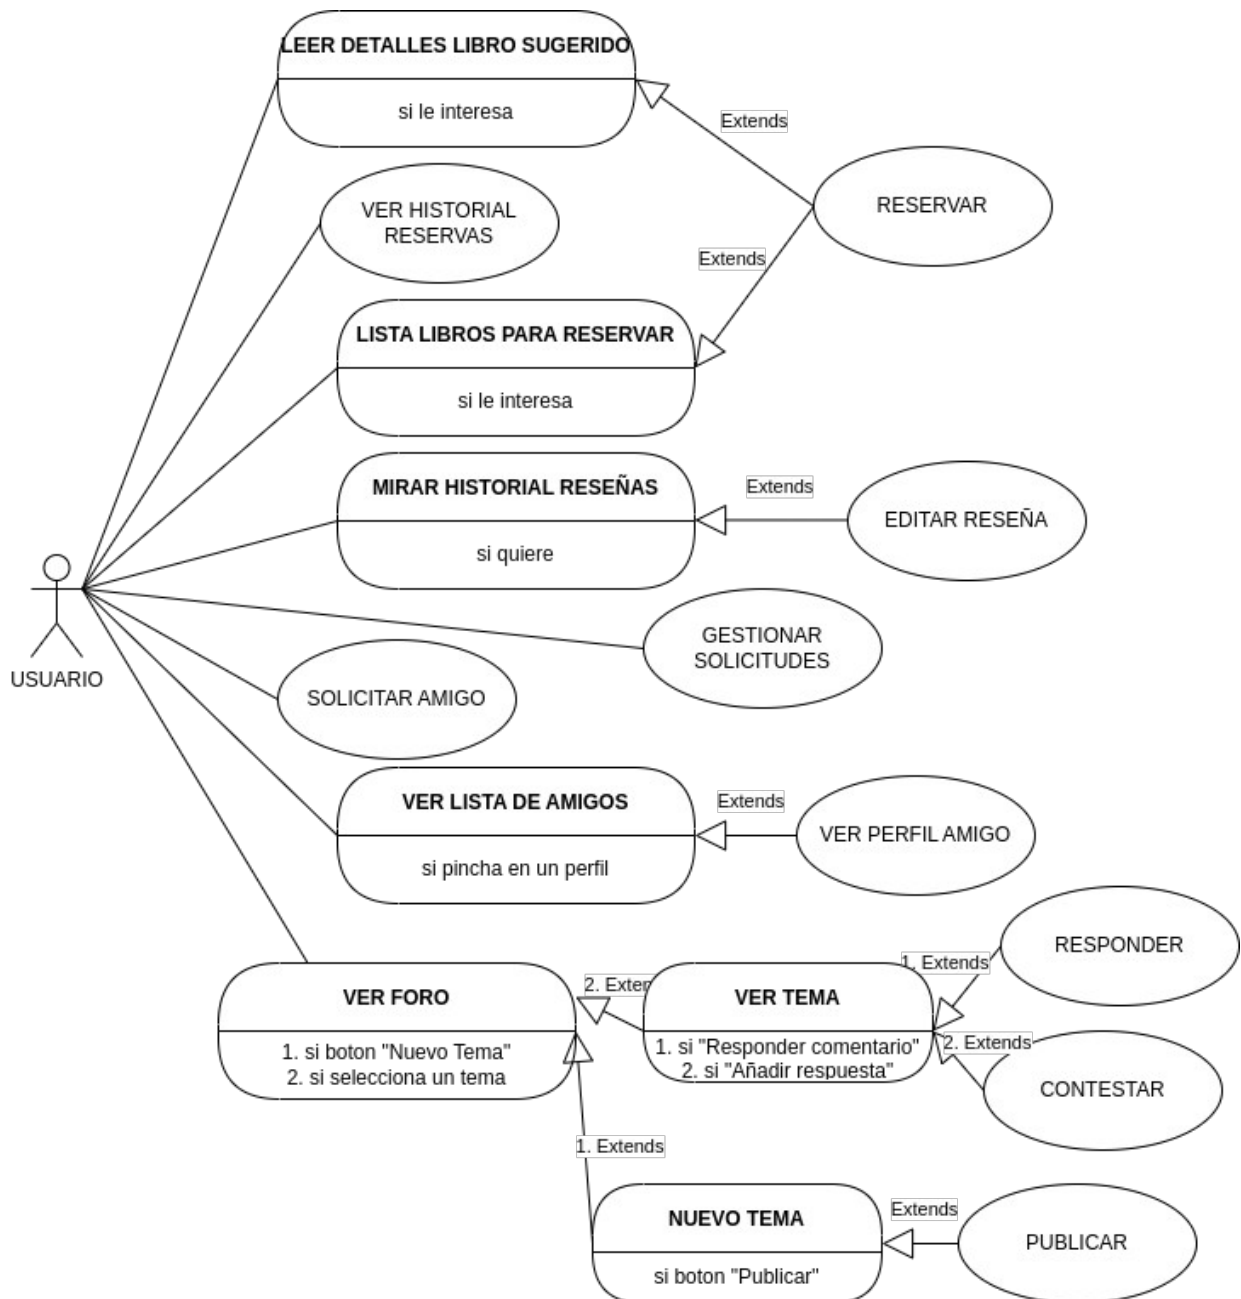 LEER DETALLES LIBRO SUGERIDO
si le interesa
Extends
RESERVAR
VER HISTORIAL
RESERVAS
Extends
LISTA LIBROS PARA RESERVAR
si le interesa
MIRAR HISTORIAL RESEÑAS
si quiere
Extends
EDITAR RESEÑA
USUARIO
GESTIONAR
SOLICITUDES
SOLICITAR AMIGO
VER LISTA DE AMIGOS
si pincha en un perfil
Extends
VER PERFIL AMIGO
VER FORO
1. si boton "Nuevo Tema"
2. si selecciona un tema
2. Exten
VER TEMA
1. si "Responder comentario"
2. si "Añadir respuesta"
1. Extends
RESPONDER
2. Extends
CONTESTAR
1. Extends
NUEVO TEMA
si boton "Publicar"
Extends
PUBLICAR